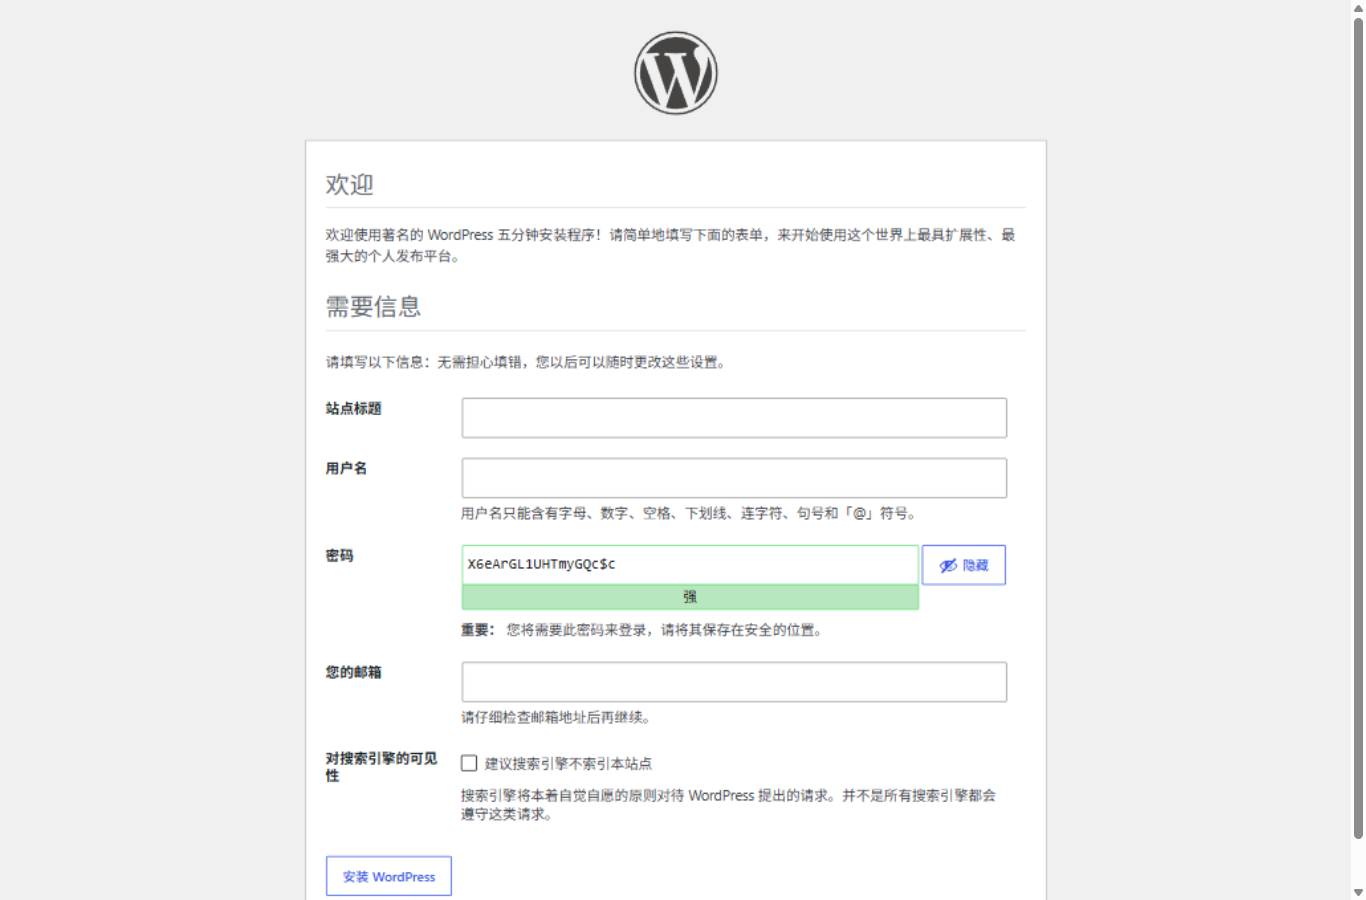 欢迎
欢迎使用著名的 WordPress 五分钟安装程序！请简单地填写下面的表单，来开始使用这个世界上最具扩展性、最
强大的个人发布平台。
需要信息
请填写以下信息：无需担心填错，您以后可以随时更改这些设置。
站点标题
用户名
用户名只能含有字母、数字、空格、下划线、连字符、句号和「@」符号。
密码
X6eArGL1UHTmyGQc$c
隐藏
强
重要： 您将需要此密码来登录，请将其保存在安全的位置。
您的邮箱
请仔细检查邮箱地址后再继续。
对搜索引擎的可见
性
建议搜索引擎不索引本站点
搜索引擎将本着自觉自愿的原则对待 WordPress 提出的请求。并不是所有搜索引擎都会
遵守这类请求。
安装 WordPress